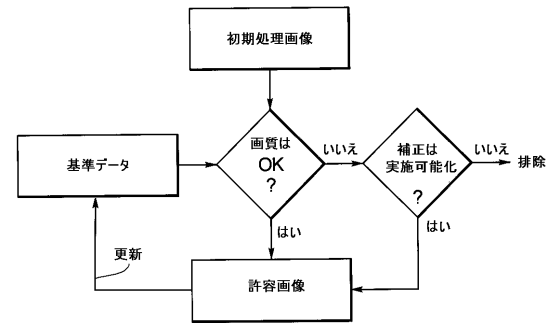 初期処理画像
画質は
OK
?
いいえ
補正は
実施可能化
?
いいえ
排除
基準データ
はい
はい
更新
許容画像